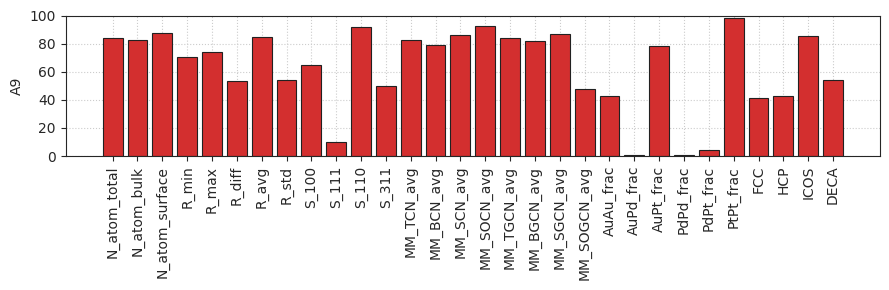 100
80
60
40
20
0
A9
N_atom_total
N_atom_bulk
N_atom_surface
R_min
R_max
R_diff
R_avg
R_std
S_100
S_111
S_110
S_311
MM_TCN_avg
MM_BCN_avg
MM_SCN_avg
MM_SOCN_avg
MM_TGCN_avg
MM_BGCN_avg
MM_SGCN_avg
MM_SOGCN_avg
AuAu_frac
AuPd_frac
AuPt_frac
PdPd_frac
PdPt_frac
PtPt_frac
FCC
HCP
ICOS
DECA